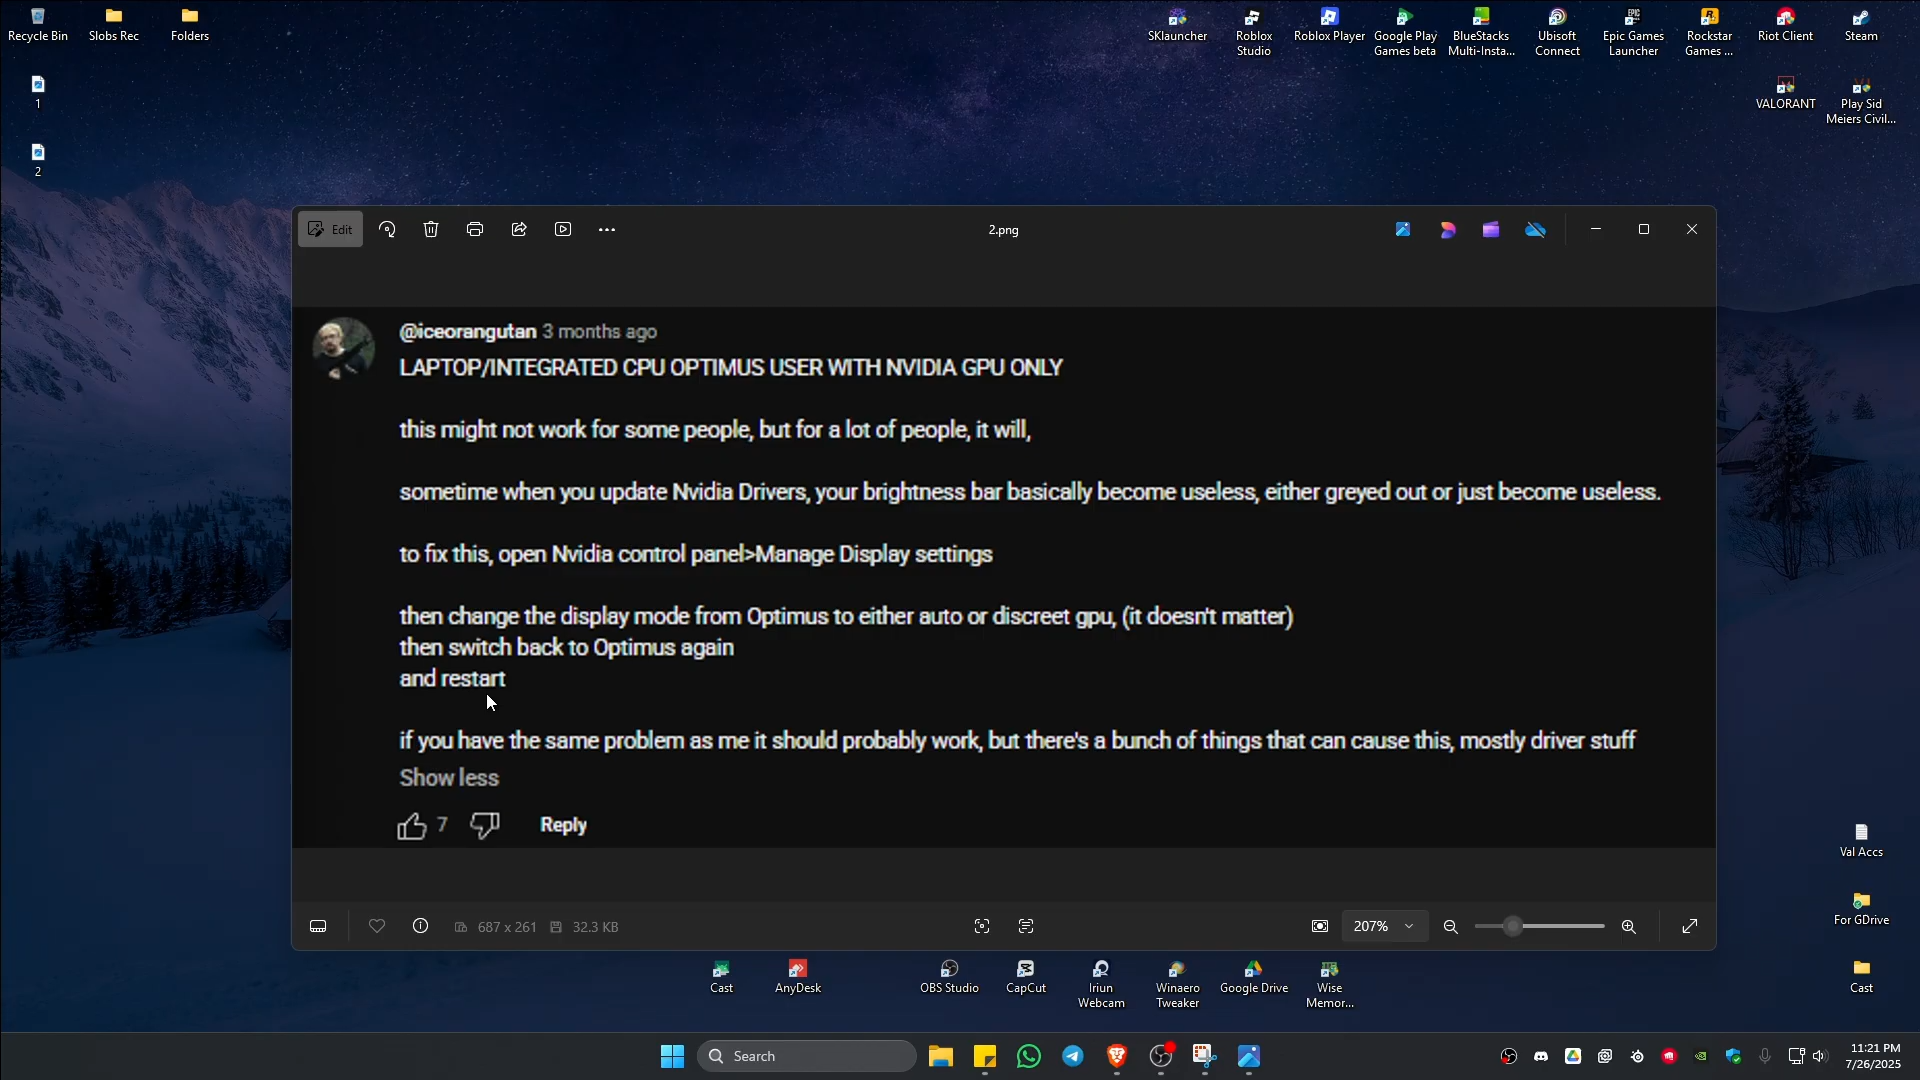 Recycle Bin
Slobs Rec
Folders
SKlauncher
Roblox Studio
Roblox Player
Google Play Games beta
BlueStacks Multi-Insta...
Ubisoft Connect
Epic Games Launcher
Rockstar Games ...
Riot Client
Steam
1
VALORANT
Play Sid Meiers Civil...
2
Edit
2.png
@iceorangutan 3 months ago
LAPTOP/INTEGRATED CPU OPTIMUS USER WITH NVIDIA GPU ONLY
this might not work for some people, but for a lot of people, it will,
sometime when you update Nvidia Drivers, your brightness bar basically become useless, either greyed out or just become useless.
to fix this, open Nvidia control panel>Manage Display settings
then change the display mode from Optimus to either auto or discreet gpu, (it doesn't matter)
then switch back to Optimus again
and restart
if you have the same problem as me it should probably work, but there's a bunch of things that can cause this, mostly driver stuff
Show less
7
Reply
Val Accs
For GDrive
687 x 261
32.3 KB
207%
Cast
AnyDesk
OBS Studio
CapCut
Iriun Webcam
Winaero Tweaker
Google Drive
Wise Memor...
Cast
Search
11:21 PM
7/26/2025